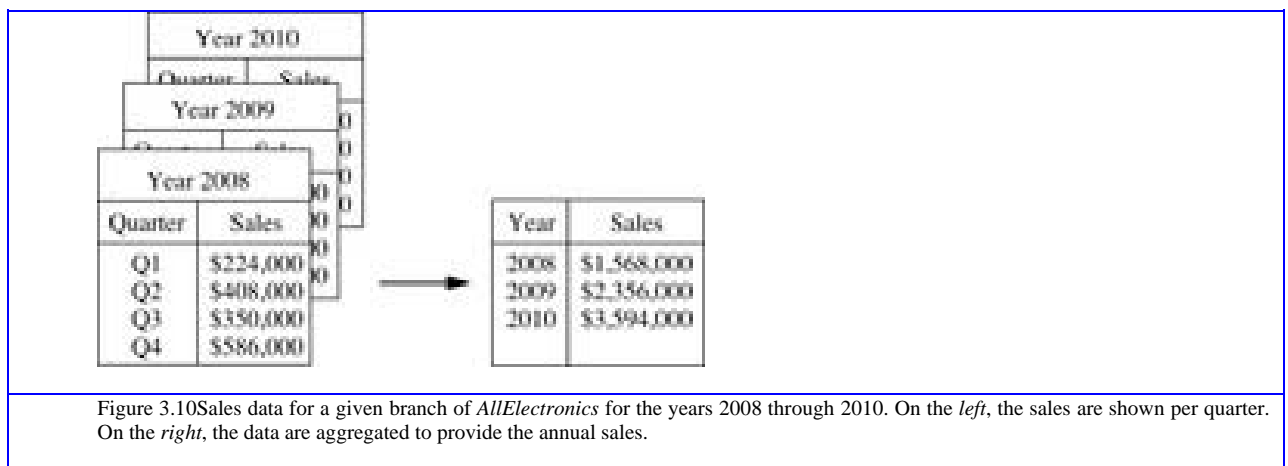 Year 2010
Quarter Sales
Year 2009
Year 2008
Quarter Sales
Q1 $224,000
Q2 $408,000
Q3 $350,000
Q4 $586,000
Year Sales
2008 $1,568,000
2009 $2,356,000
2010 $3,594,000
Figure 3.10Sales data for a given branch of AllElectronics for the years 2008 through 2010. On the left, the sales are shown per quarter.
On the right, the data are aggregated to provide the annual sales.